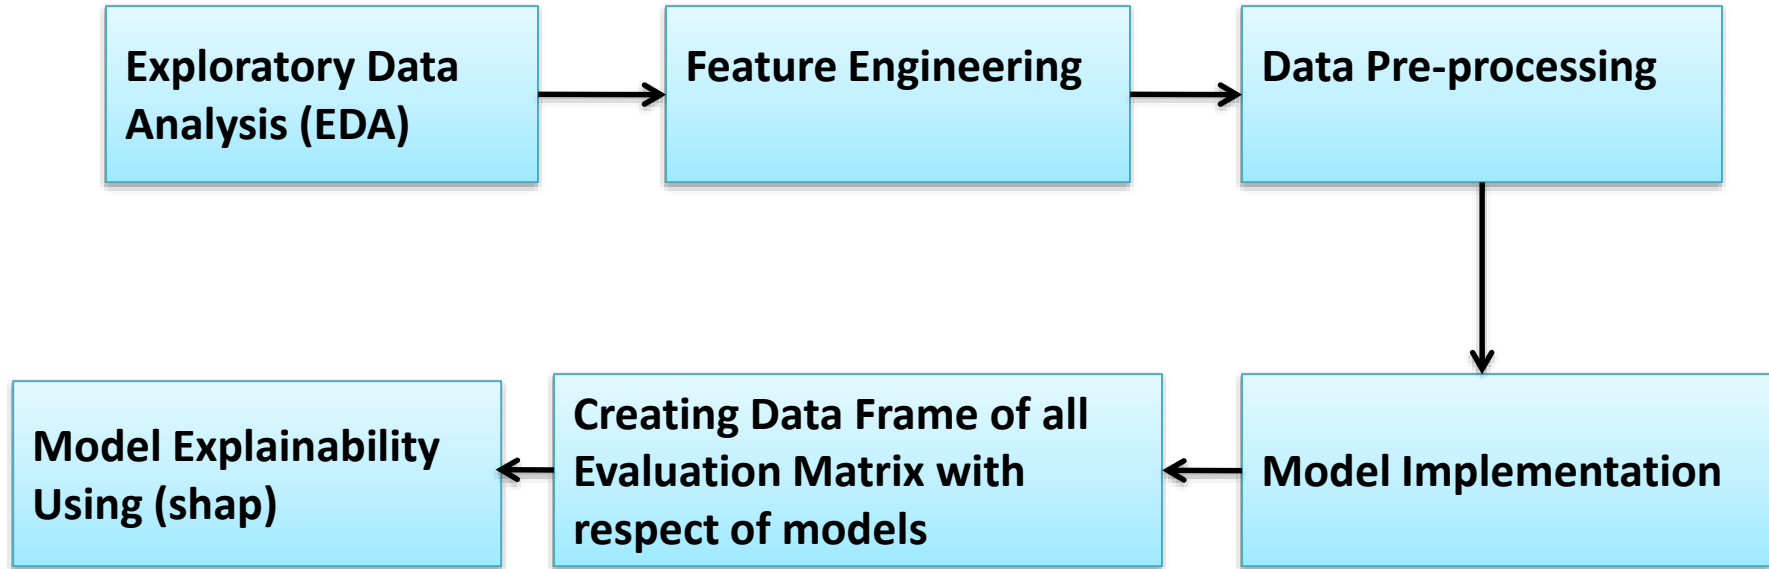 Exploratory Data
Analysis (EDA)
Feature Engineering
Data Pre-processing
Model Implementation
Creating Data Frame of all
Evaluation Matrix with
respect of models
Model Explainability
Using (shap)